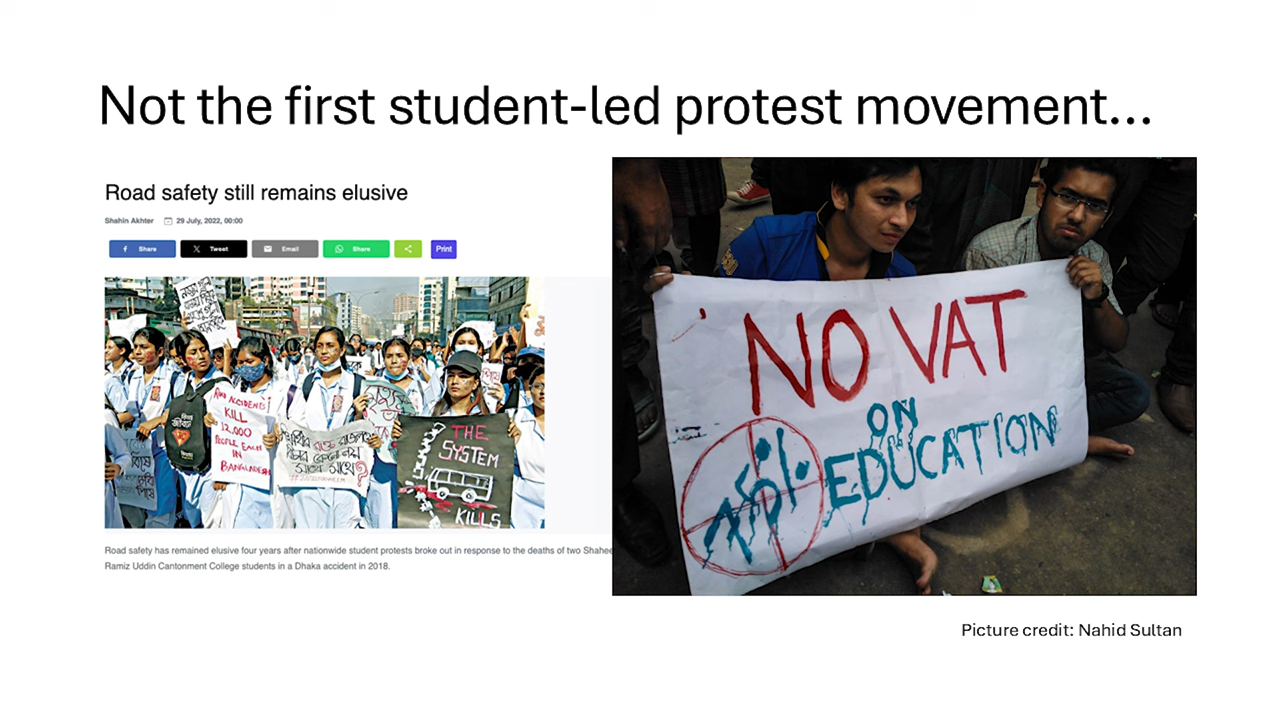 Not the first student-led protest movement...
Road safety still remains elusive
Shahin Akhter 29 July, 2022, 00:00
Share Tweet Email Share Print
ROAD ACCIDENTS
KILL
12,000
PEOPLE EACH
IN
BANGLADESH
THE
SYSTEM
KILLS
Road safety has remained elusive four years after nationwide student protests broke out in response to the deaths of two Shahee
Ramiz Uddin Cantonment College students in a Dhaka accident in 2018.
NO VAT
ON
EDUCATION
Picture credit: Nahid Sultan